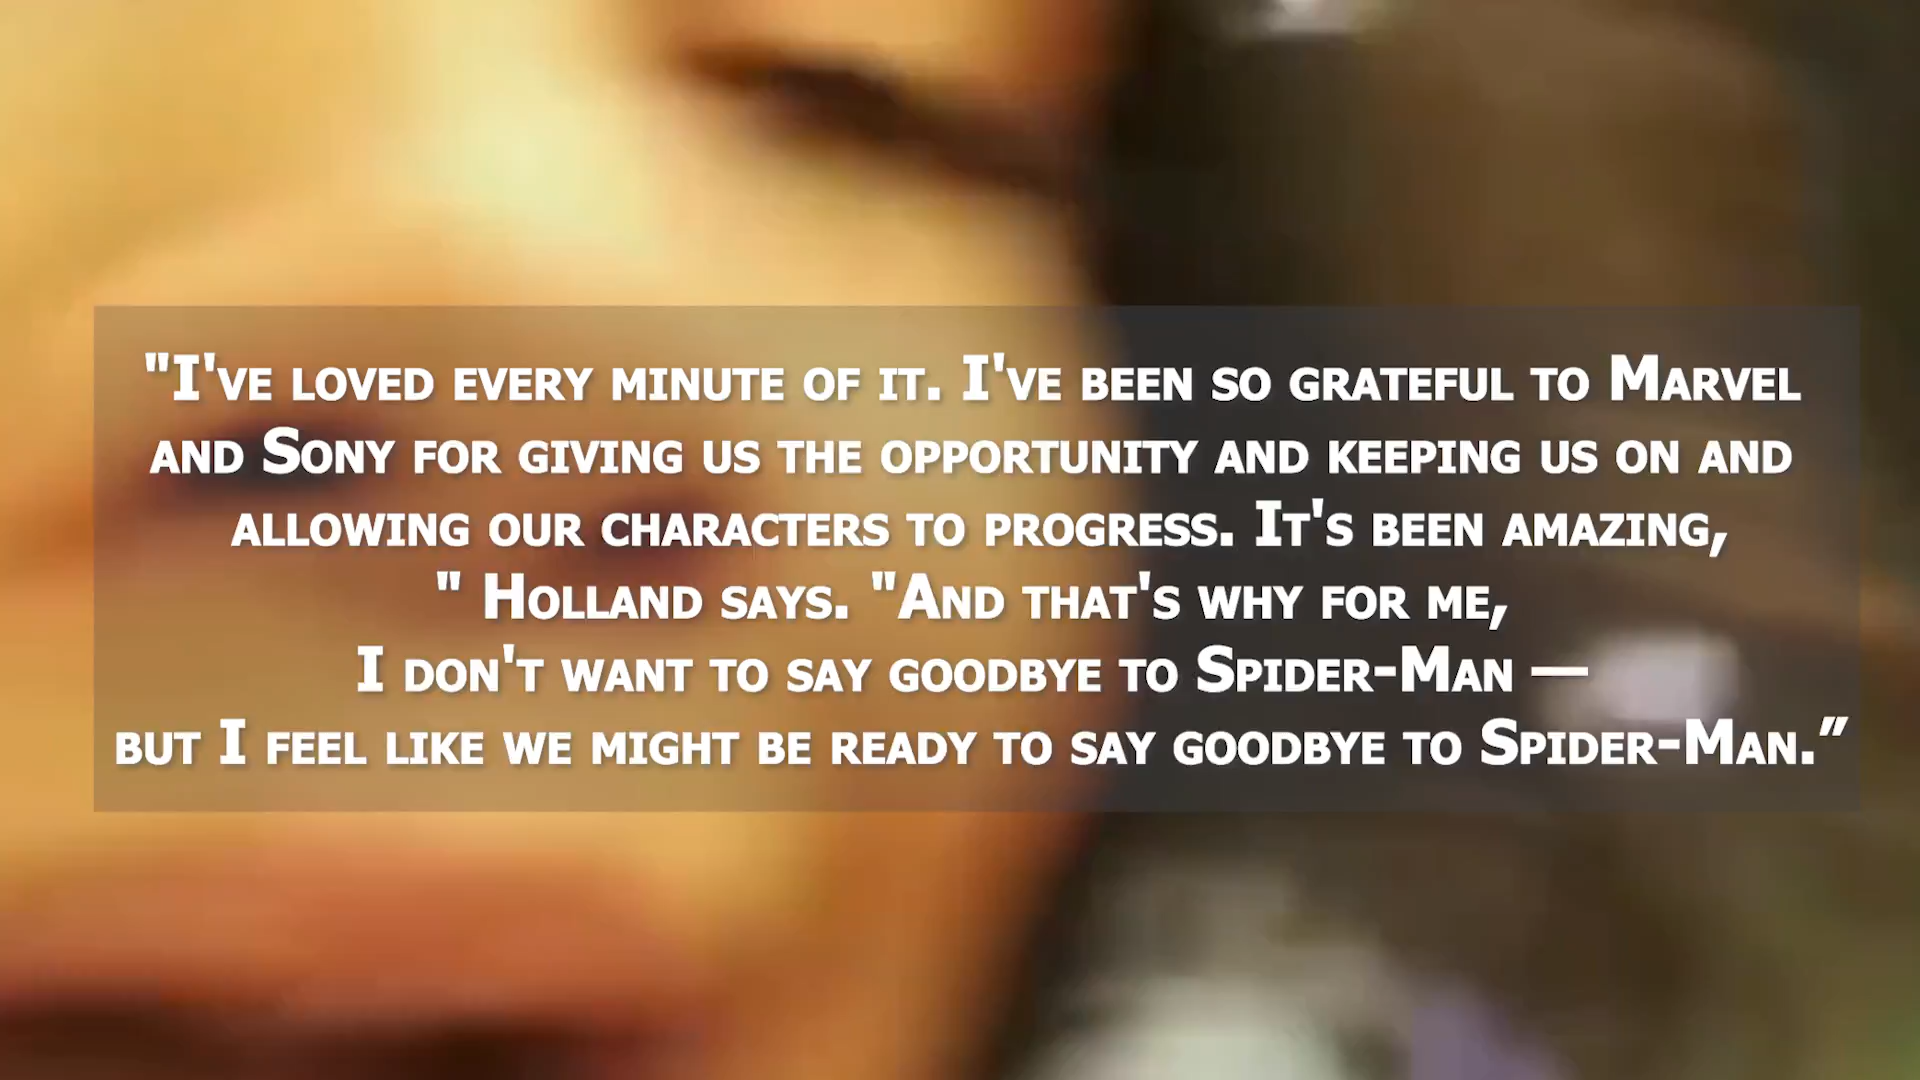 "I've loved every minute of it. I've been so grateful to Marvel
and Sony for giving us the opportunity and keeping us on and
allowing our characters to progress. It's been amazing,
" Holland says. "And that's why for me,
I don't want to say goodbye to Spider-Man —
but I feel like we might be ready to say goodbye to Spider-Man.”